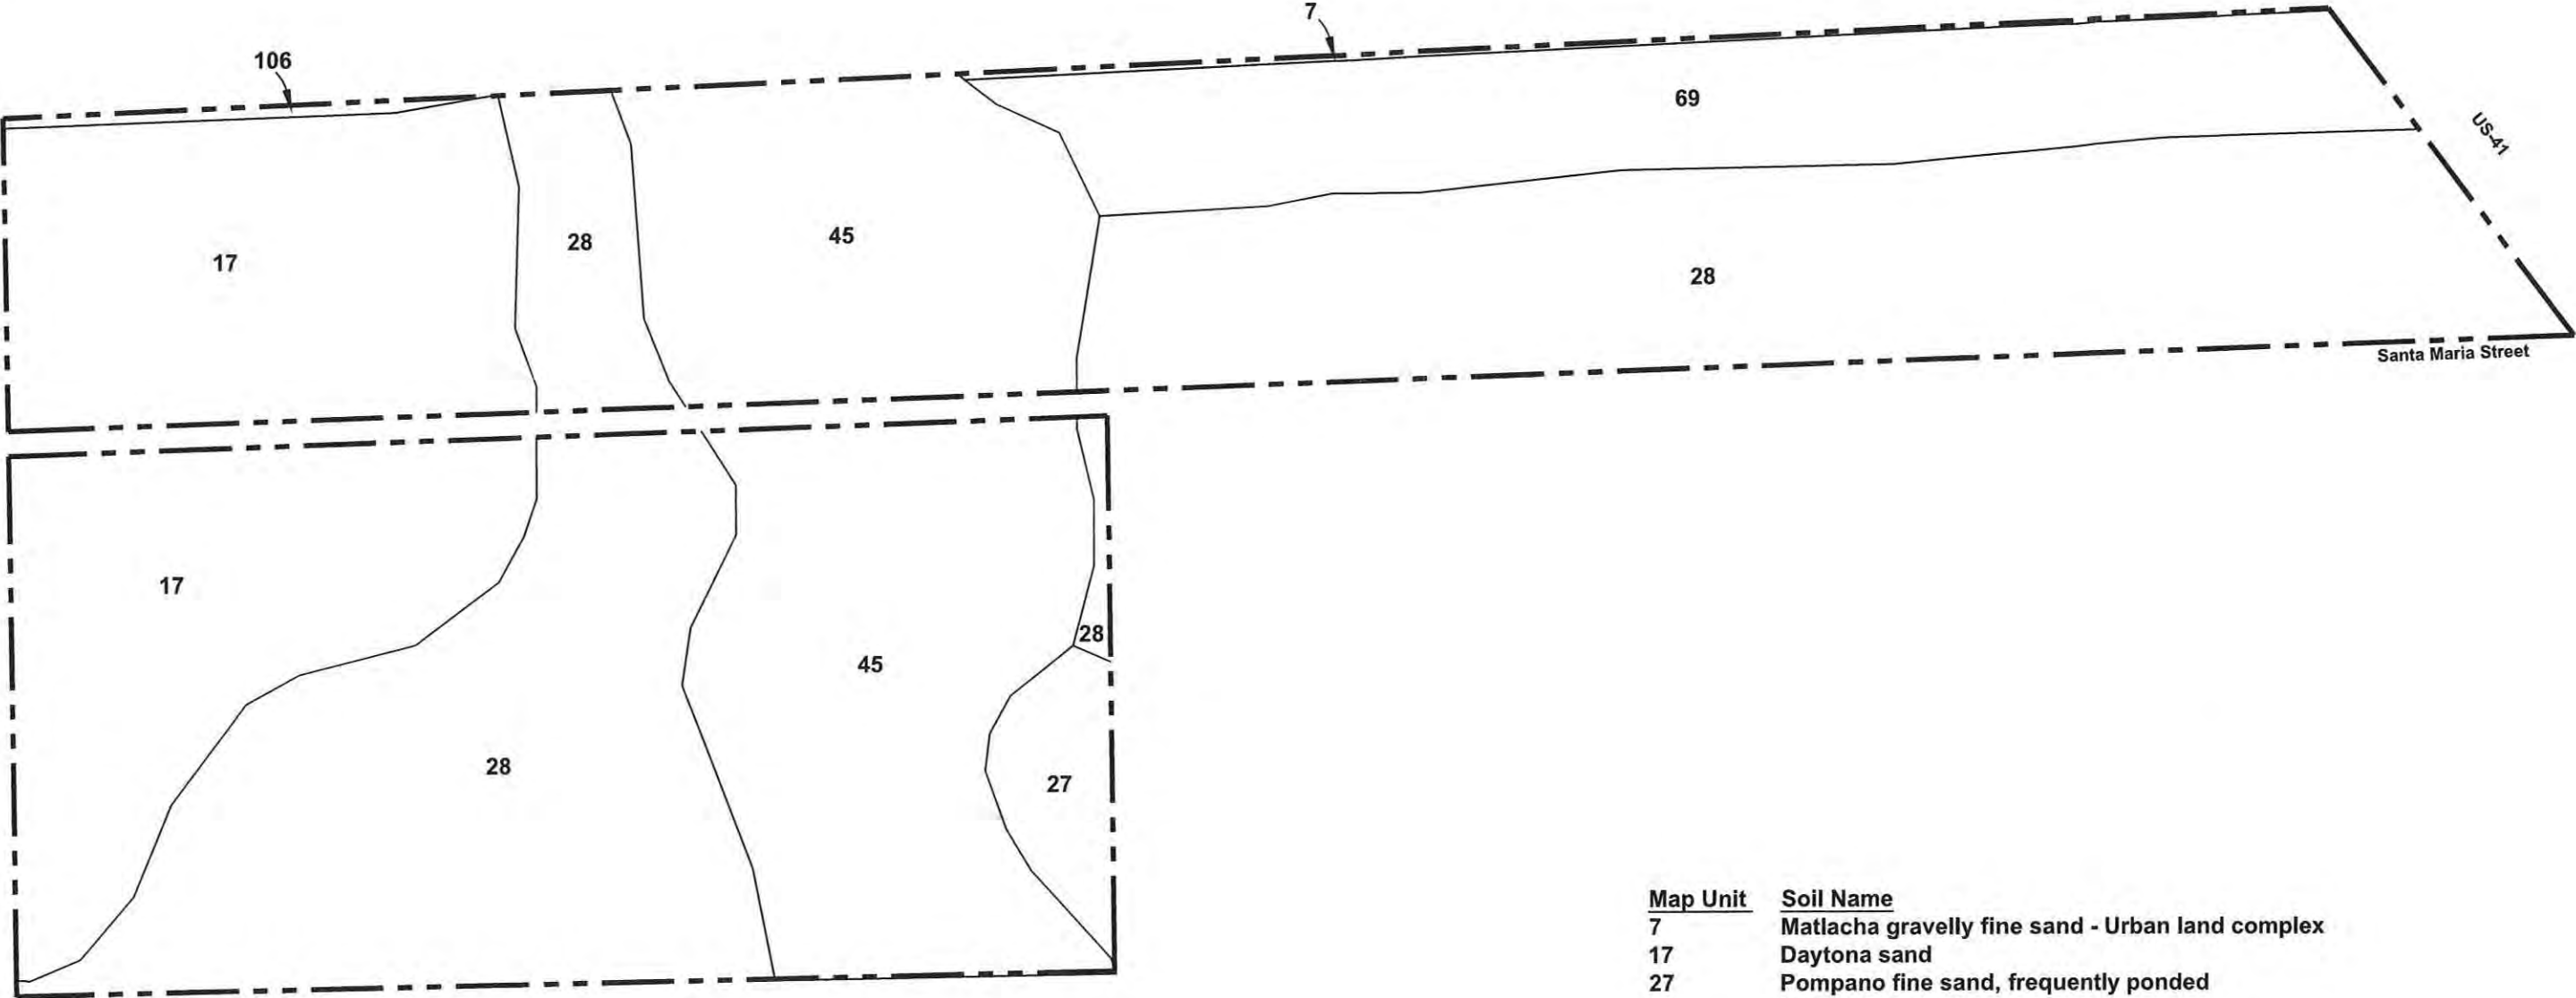 7
106
69
US-41
17
28
45
28
Santa Maria Street
17
28
45
28
27
Map Unit Soil Name
7 Matlacha gravelly fine sand - Urban land complex
17 Daytona sand
27 Pompano fine sand, frequently ponded